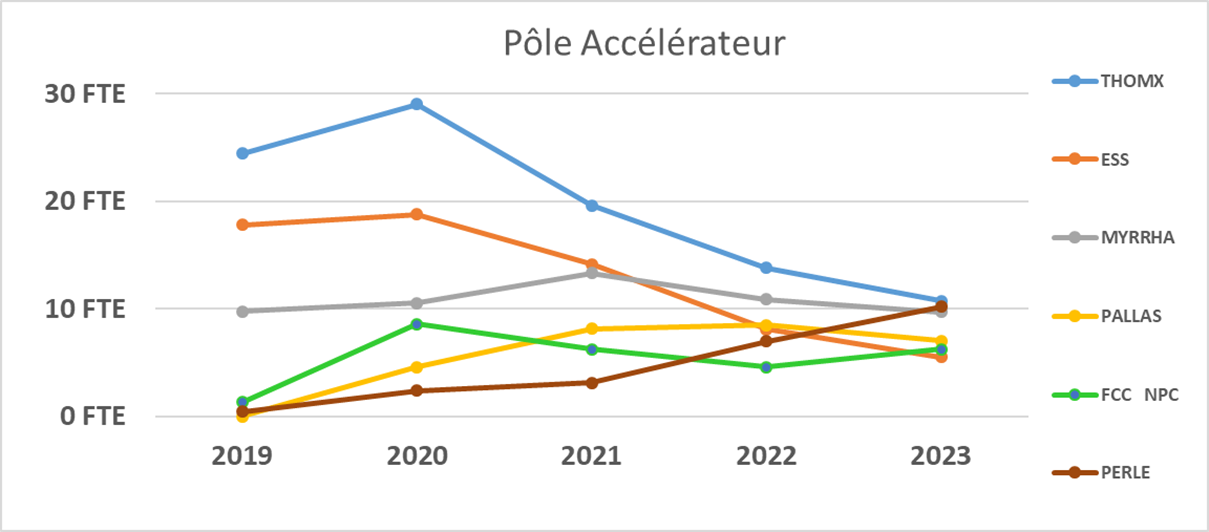 Pôle Accélérateur
30 FTE
20 FTE
10 FTE
0 FTE
2019 2020 2021 2022 2023
THOMX
ESS
MYRRHA
PALLAS
FCC NPC
PERLE